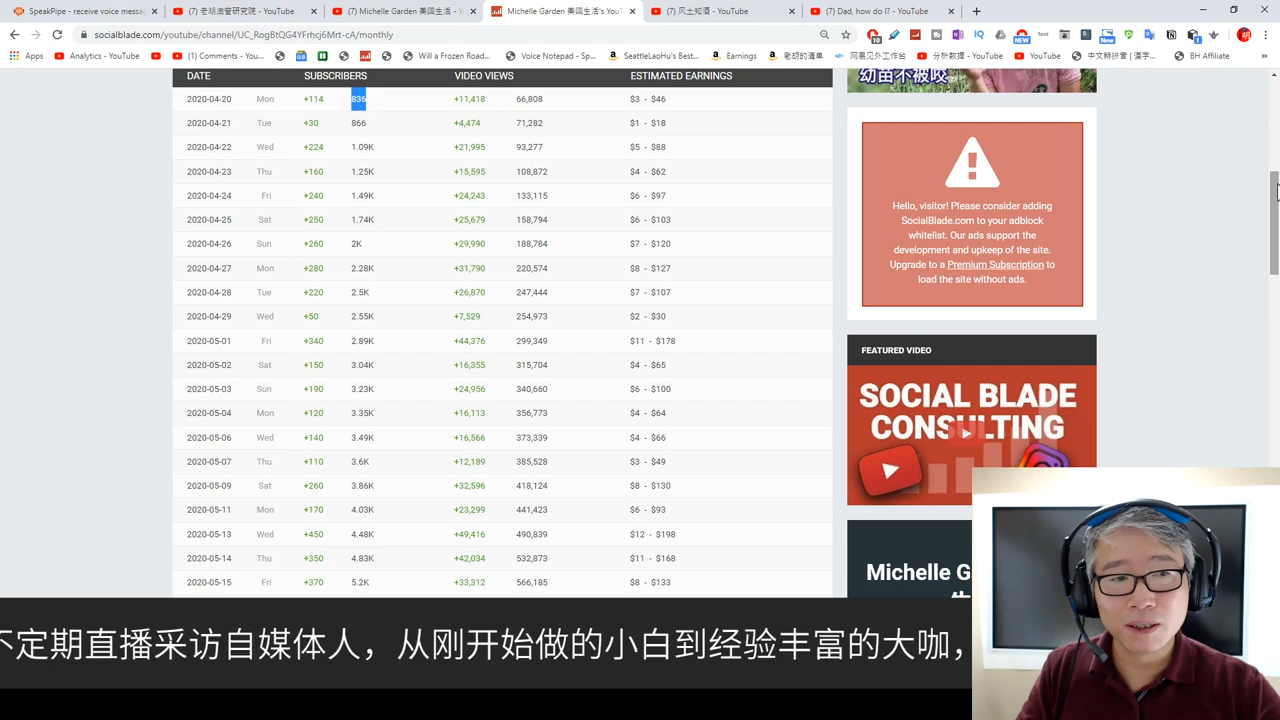 SpeakPipe - receive voice messa
(7) 老胡油管研究院 - YouTube
(7) Michelle Garden 美國生活 - Y
Michelle Garden 美國生活's YouT
(7) 风土知酒 - YouTube
(7) Dad, how do I? - YouTube
socialblade.com/youtube/channel/UC_RogBtQG4YFrhcj6Mrt-cA/monthly
Apps
Analytics - YouTube
(1) Comments - You...
Will a Frozen Road...
Voice Notepad - Sp...
SeattleLaoHu's Best...
Earnings
老胡的清單
网易见外工作台
分析數據 - YouTube
YouTube
中文轉拼音 | 漢字...
BH Affiliate
DATE SUBSCRIBERS VIDEO VIEWS ESTIMATED EARNINGS
2020-04-20 Mon +114 836 +11,418 66,808 $3 - $46
2020-04-21 Tue +30 866 +4,474 71,282 $1 - $18
2020-04-22 Wed +224 1.09K +21,995 93,277 $5 - $88
2020-04-23 Thu +160 1.25K +15,595 108,872 $4 - $62
2020-04-24 Fri +240 1.49K +24,243 133,115 $6 - $97
2020-04-25 Sat +250 1.74K +25,679 158,794 $6 - $103
2020-04-26 Sun +260 2K +29,990 188,784 $7 - $120
2020-04-27 Mon +280 2.28K +31,790 220,574 $8 - $127
2020-04-28 Tue +220 2.5K +26,870 247,444 $7 - $107
2020-04-29 Wed +50 2.55K +7,529 254,973 $2 - $30
2020-05-01 Fri +340 2.89K +44,376 299,349 $11 - $178
2020-05-02 Sat +150 3.04K +16,355 315,704 $4 - $65
2020-05-03 Sun +190 3.23K +24,956 340,660 $6 - $100
2020-05-04 Mon +120 3.35K +16,113 356,773 $4 - $64
2020-05-06 Wed +140 3.49K +16,566 373,339 $4 - $66
2020-05-07 Thu +110 3.6K +12,189 385,528 $3 - $49
2020-05-09 Sat +260 3.86K +32,596 418,124 $8 - $130
2020-05-11 Mon +170 4.03K +23,299 441,423 $6 - $93
2020-05-13 Wed +450 4.48K +49,416 490,839 $12 - $198
2020-05-14 Thu +350 4.83K +42,034 532,873 $11 - $168
2020-05-15 Fri +370 5.2K +33,312 566,185 $8 - $133
幼苗不被咬
Hello, visitor! Please consider adding
SocialBlade.com to your adblock
whitelist. Our ads support the
development and upkeep of the site.
Upgrade to a Premium Subscription to
load the site without ads.
FEATURED VIDEO
SOCIAL BLADE
CONSULTING
Michelle G
不定期直播采访自媒体人，从刚开始做的小白到经验丰富的大咖，